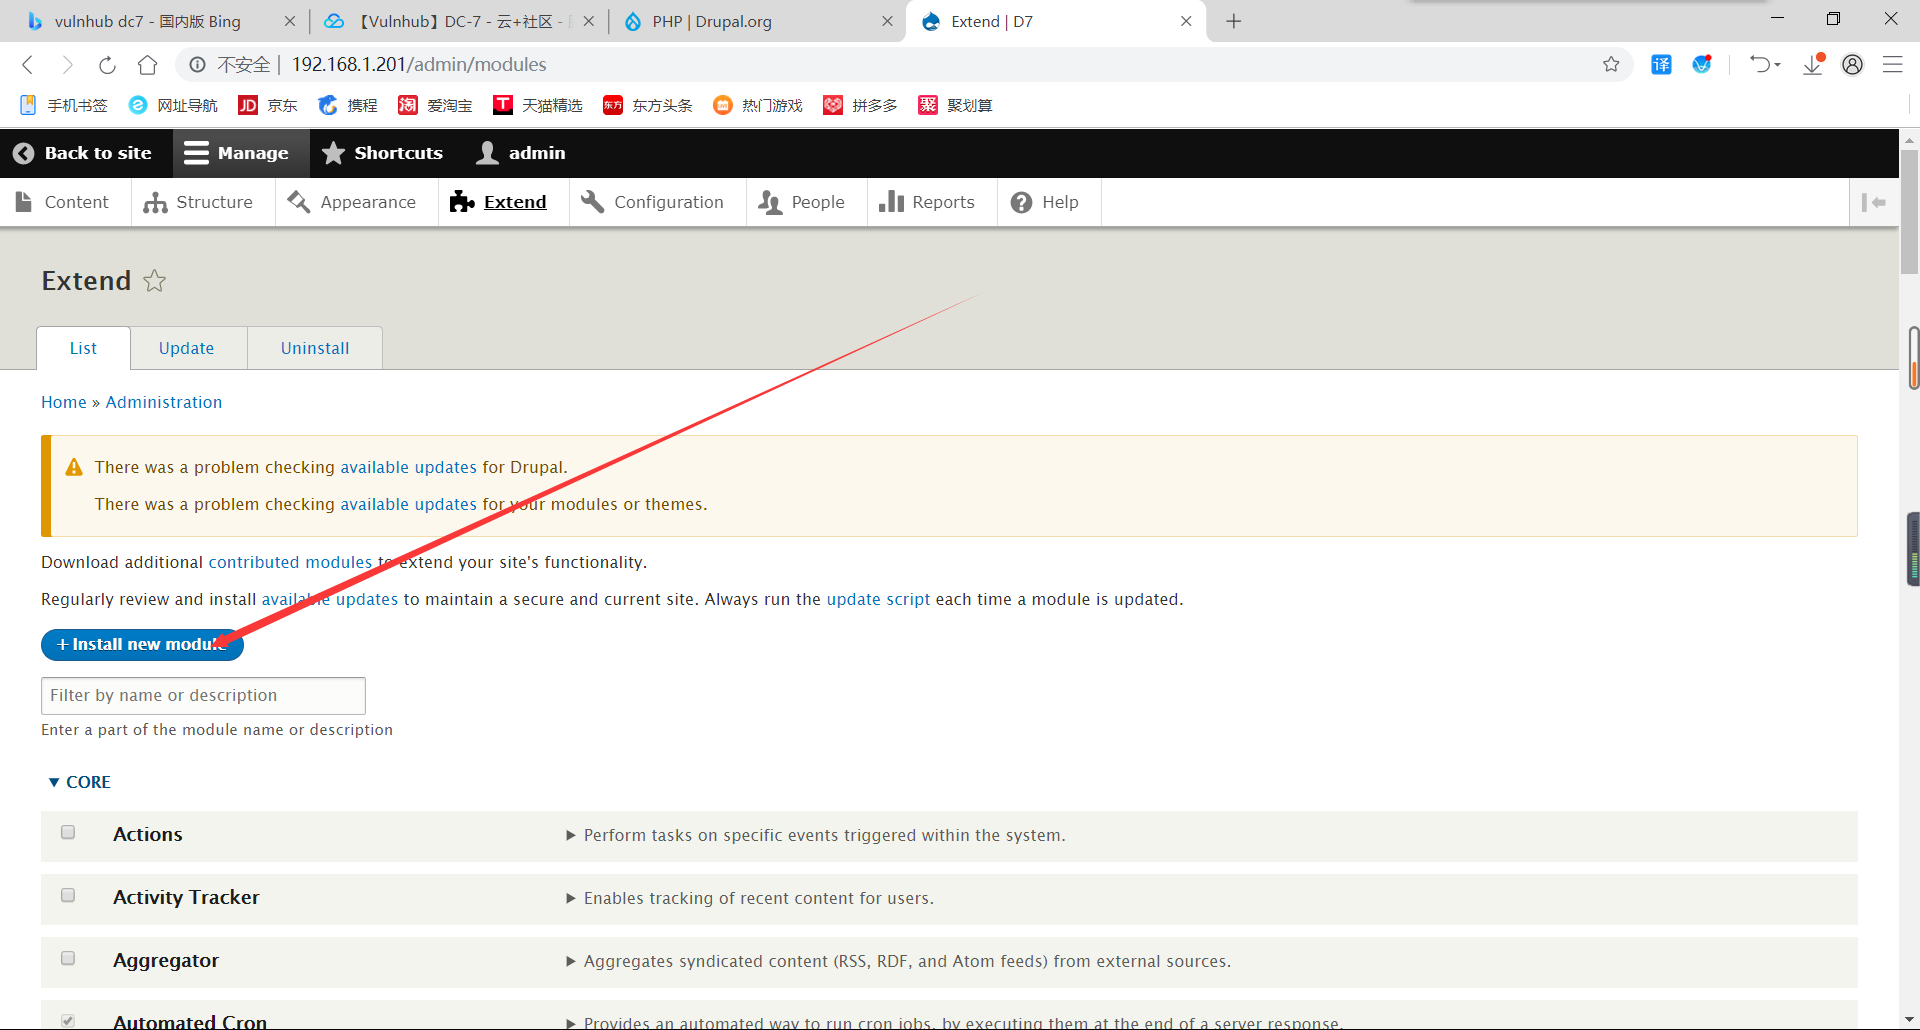 vulnhub dc7 - 国内版 Bing
【Vulnhub】DC-7 - 云+社区 -
PHP | Drupal.org
Extend | D7
不安全 | 192.168.1.201/admin/modules
译
手机书签
网址导航
JD 京东
携程
淘 爱淘宝
T 天猫精选
东方 东方头条
热门游戏
拼多多
聚 聚划算
Back to site
Manage
Shortcuts
admin
Content
Structure
Appearance
Extend
Configuration
People
Reports
Help
Extend
List
Update
Uninstall
Home » Administration
There was a problem checking available updates for Drupal.
There was a problem checking available updates for your modules or themes.
Download additional contributed modules to extend your site's functionality.
Regularly review and install available updates to maintain a secure and current site. Always run the update script each time a module is updated.
+ Install new module
Filter by name or description
Enter a part of the module name or description
▼ CORE
Actions
▶ Perform tasks on specific events triggered within the system.
Activity Tracker
▶ Enables tracking of recent content for users.
Aggregator
▶ Aggregates syndicated content (RSS, RDF, and Atom feeds) from external sources.
Automated Cron
▶ Provides an automated way to run cron jobs, by executing them at the end of a server response.